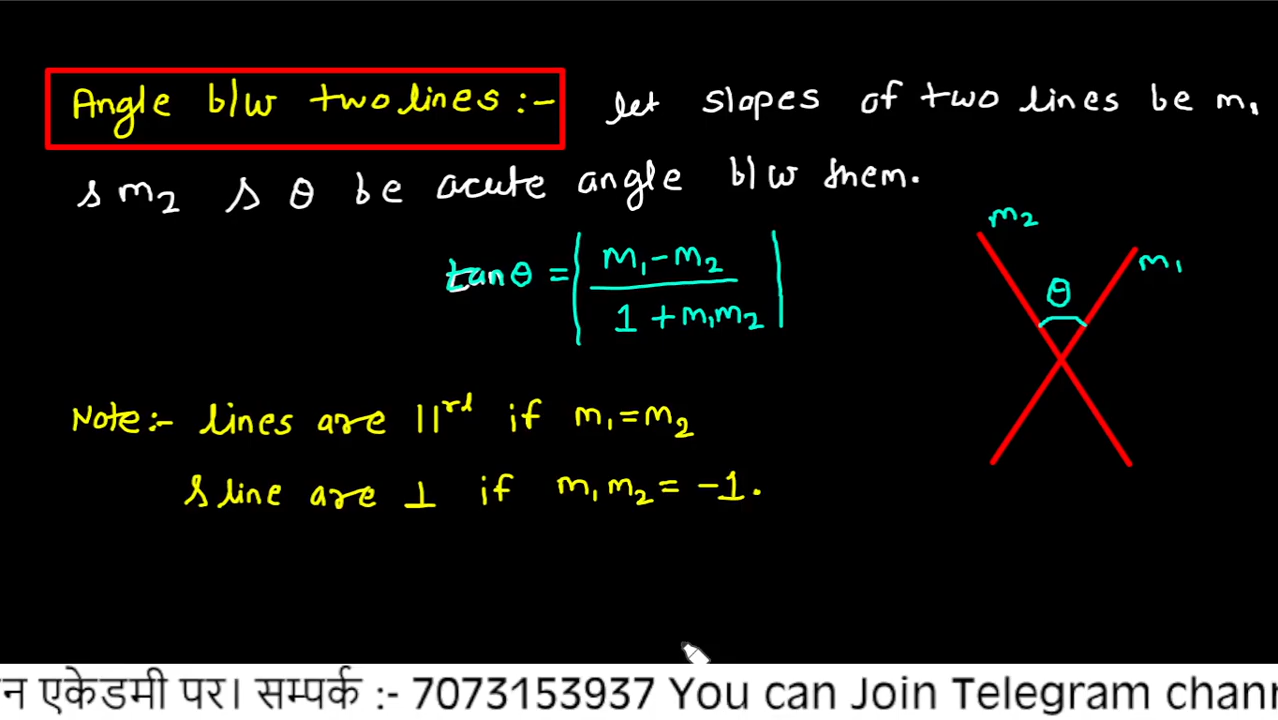 Angle b/w two lines :- let slopes of two lines be m₁
& m₂ & θ be acute angle b/w them.
m₂
m₁
θ
tanθ = | (m₁-m₂)/(1+m₁m₂) |
Note:- lines are ||rd if m₁=m₂
& line are ⊥ if m₁m₂ = -1.
न एकेडमी पर। सम्पर्क :- 7073153937 You can Join Telegram chann